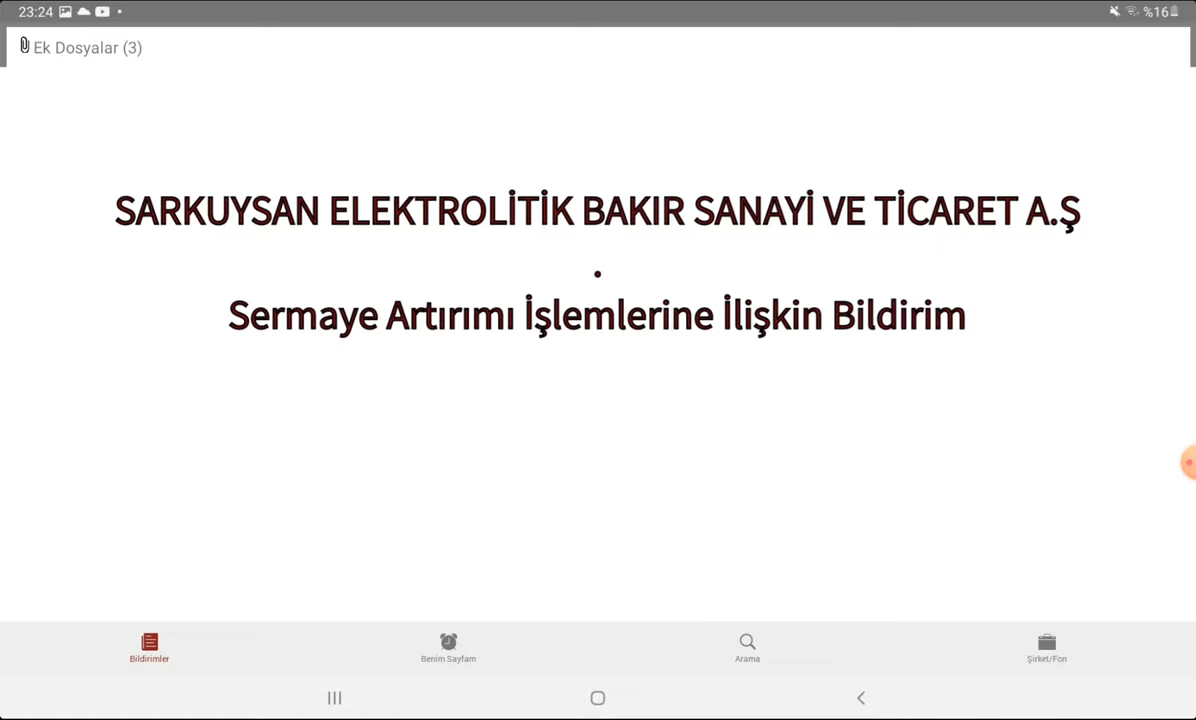 23:24 %16
Ek Dosyalar (3)
SARKUYSAN ELEKTROLİTİK BAKIR SANAYİ VE TİCARET A.Ş
.
Sermaye Artırımı İşlemlerine İlişkin Bildirim
Bildirimler Benim Sayfam Arama Şirket/Fon